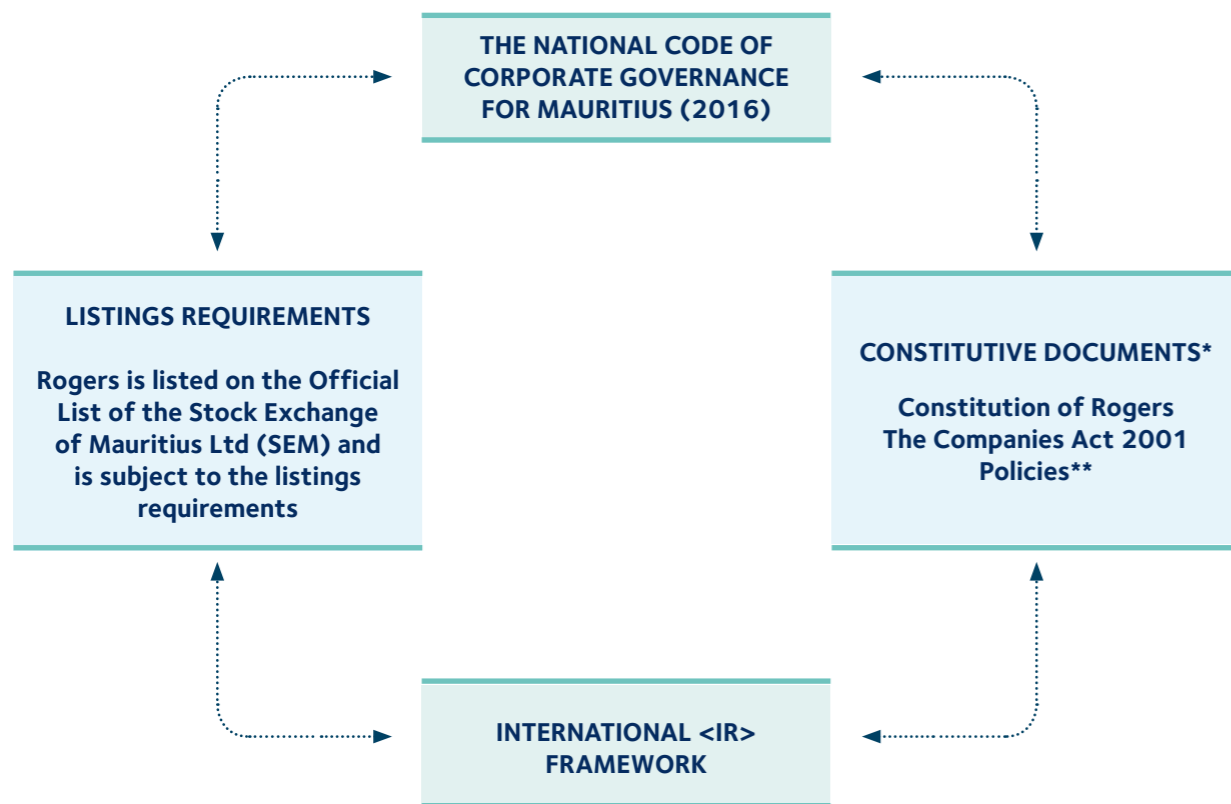 THE NATIONAL CODE OF
CORPORATE GOVERNANCE
FOR MAURITIUS (2016)
LISTINGS REQUIREMENTS
Rogers is listed on the Official
List of the Stock Exchange
of Mauritius Ltd (SEM) and
is subject to the listings
requirements
CONSTITUTIVE DOCUMENTS*
Constitution of Rogers
The Companies Act 2001
Policies**
INTERNATIONAL <IR>
FRAMEWORK